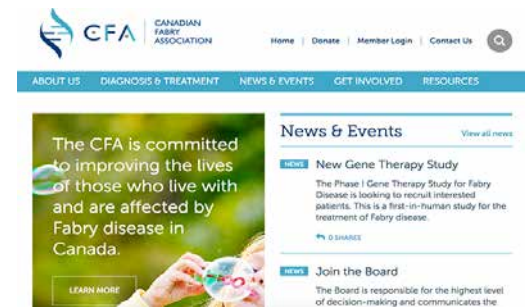 CFA
CANADIAN
FABRY
ASSOCIATION
Home | Donate | Member Login | Contact Us
ABOUT US DIAGNOSIS & TREATMENT NEWS & EVENTS GET INVOLVED RESOURCES
The CFA is committed
to improving the lives
of those who live with
and are affected by
Fabry disease in
Canada.
LEARN MORE
News & Events
View all news
NEWS New Gene Therapy Study
The Phase I Gene Therapy Study for Fabry
Disease is looking to recruit interested
patients. This is a first-in-human study for the
treatment of Fabry disease.
0 SHARES
NEWS Join the Board
The Board is responsible for the highest level
of decision-making and communicates the